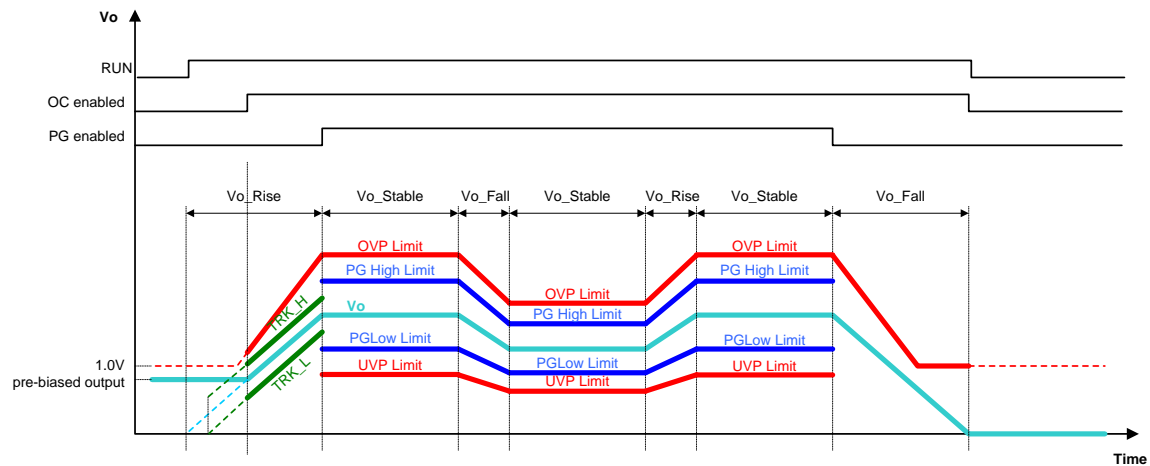 Vo
RUN
OC enabled
PG enabled
Vo_Rise
Vo_Stable
Vo_Fall
Vo_Stable
Vo_Rise
Vo_Stable
Vo_Fall
OVP Limit
OVP Limit
PG High Limit
PG High Limit
OVP Limit
TRK_H
Vo
PG High Limit
PGLow Limit
PGLow Limit
TRK_L
1.0V
UVP Limit
PGLow Limit
UVP Limit
pre-biased output
UVP Limit
Time